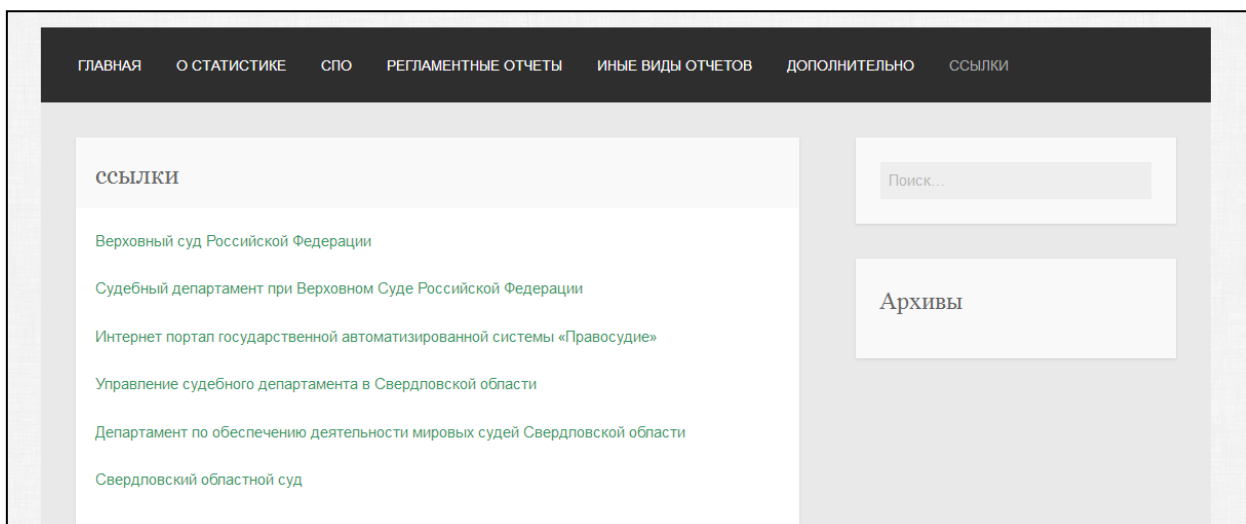 ГЛАВНАЯ О СТАТИСТИКЕ СПО РЕГЛАМЕНТНЫЕ ОТЧЕТЫ ИНЫЕ ВИДЫ ОТЧЕТОВ ДОПОЛНИТЕЛЬНО ССЫЛКИ
ссылки
Верховный суд Российской Федерации
Судебный департамент при Верховном Суде Российской Федерации
Интернет портал государственной автоматизированной системы «Правосудие»
Управление судебного департамента в Свердловской области
Департамент по обеспечению деятельности мировых судей Свердловской области
Свердловский областной суд
Поиск...
Архивы